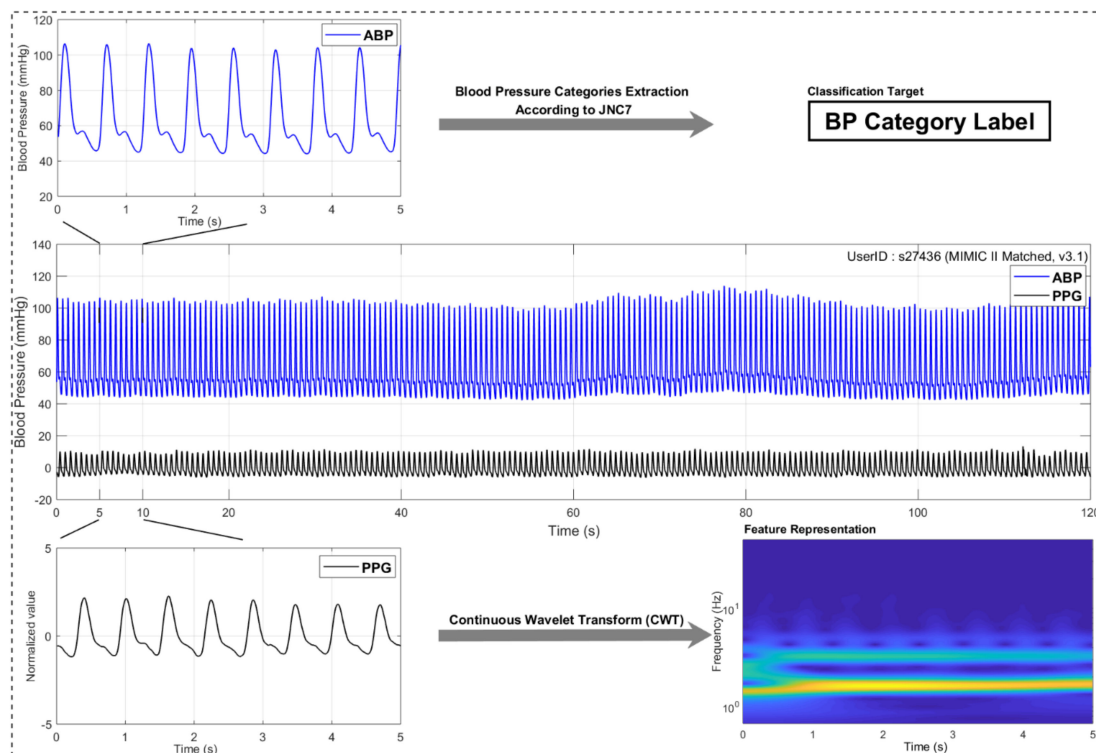 120
100
80
60
40
20
Blood Pressure (mmHg)
ABP
0 1 2 3 4 5
Time (s)
Blood Pressure Categories Extraction
According to JNC7
Classification Target
BP Category Label
140
120
100
80
60
40
20
0
-20
Blood Pressure (mmHg)
UserID : s27436 (MIMIC II Matched, v3.1)
ABP
PPG
0 5 10 20 40 60 80 100 120
Time (s)
5
0
-5
Normalized value
PPG
0 1 2 3 4 5
Time (s)
Continuous Wavelet Transform (CWT)
Feature Representation
Frequency (Hz)
10¹
10⁰
0 1 2 3 4 5
Time (s)